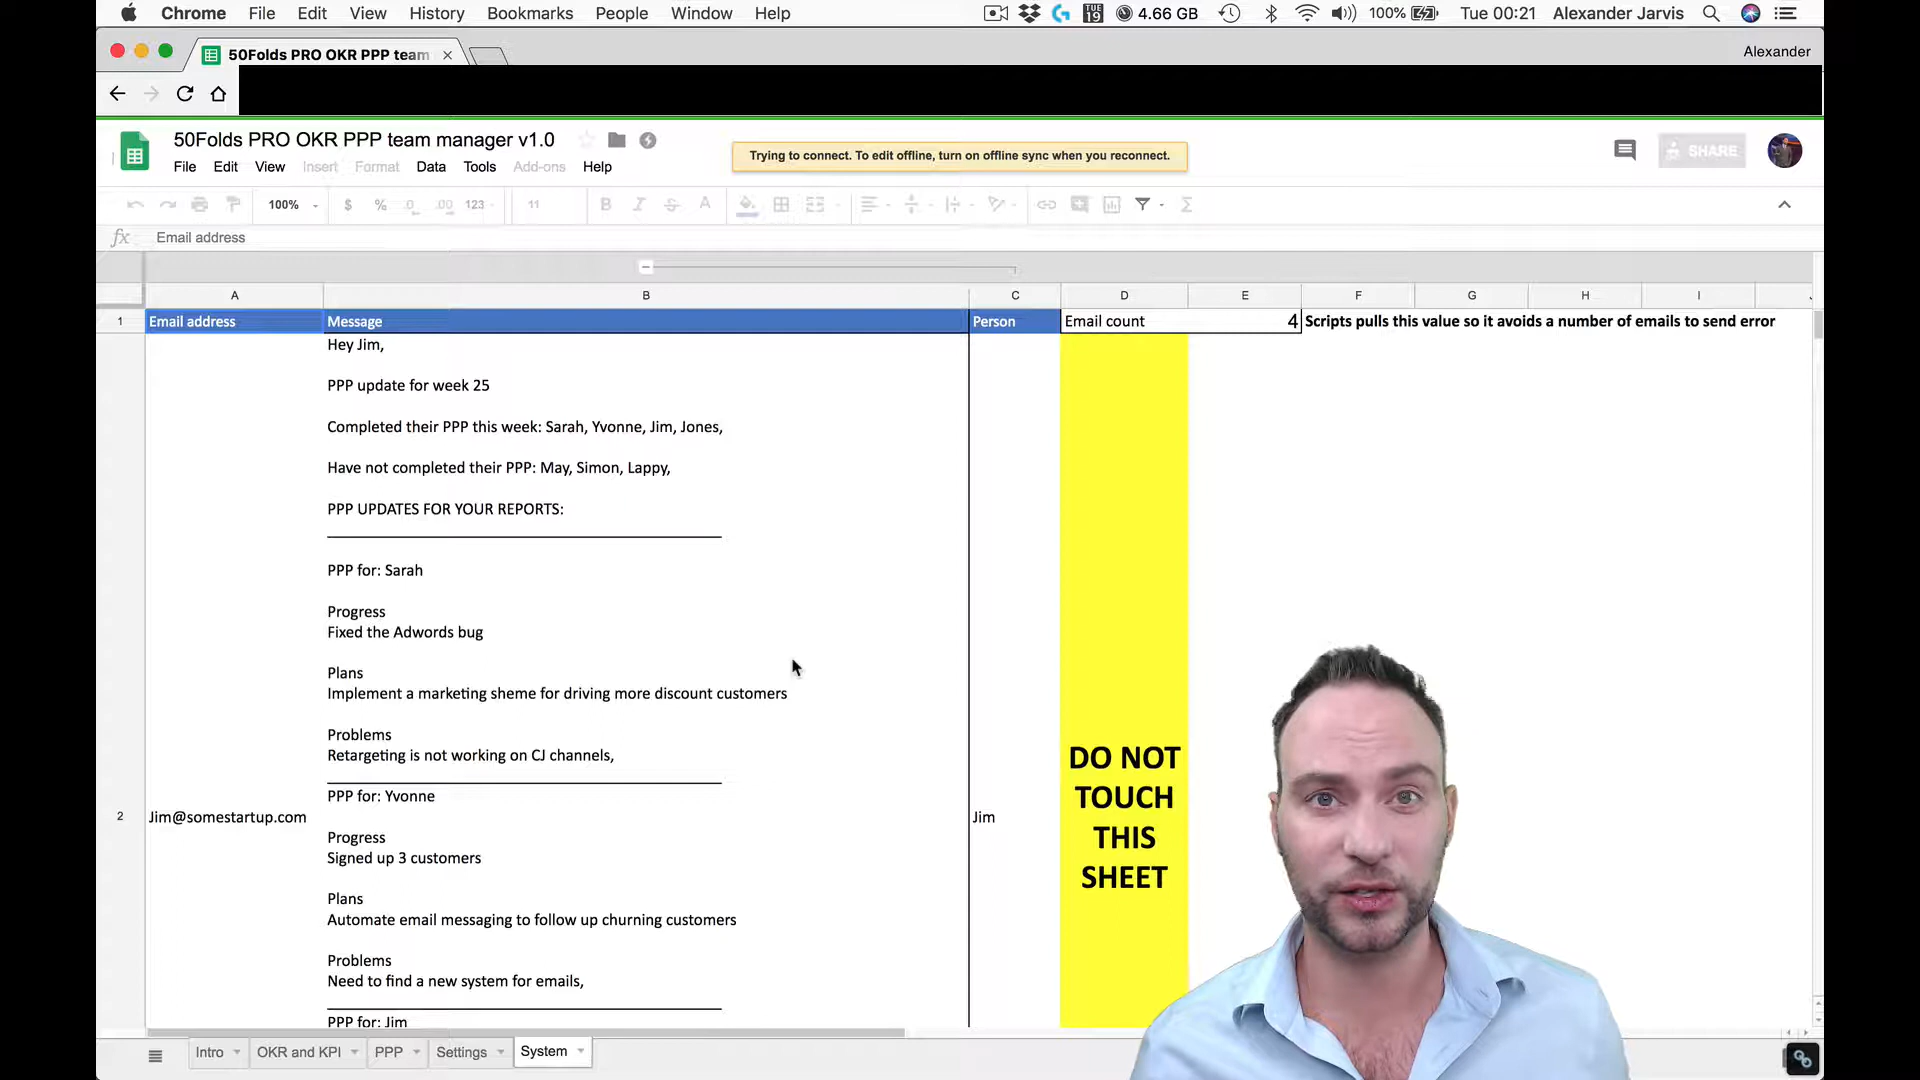 Chrome File Edit View History Bookmarks People Window Help
TUE 19 4.66 GB 100% Tue 00:21 Alexander Jarvis
50Folds PRO OKR PPP team
Alexander
50Folds PRO OKR PPP team manager v1.0
Trying to connect. To edit offline, turn on offline sync when you reconnect.
SHARE
File Edit View Insert Format Data Tools Add-ons Help
100% $ % .0 .00 123 11 B I S A Σ
fx Email address
A B C D E F G H I
1 Email address Message Person Email count 4 Scripts pulls this value so it avoids a number of emails to send error
Hey Jim,
PPP update for week 25
Completed their PPP this week: Sarah, Yvonne, Jim, Jones,
Have not completed their PPP: May, Simon, Lappy,
PPP UPDATES FOR YOUR REPORTS:
PPP for: Sarah
Progress
Fixed the Adwords bug
Plans
Implement a marketing sheme for driving more discount customers
Problems
Retargeting is not working on CJ channels,
PPP for: Yvonne
2 Jim@somestartup.com Jim
Progress
Signed up 3 customers
Plans
Automate email messaging to follow up churning customers
Problems
Need to find a new system for emails,
PPP for: Jim
DO NOT
TOUCH
THIS
SHEET
Intro OKR and KPI PPP Settings System